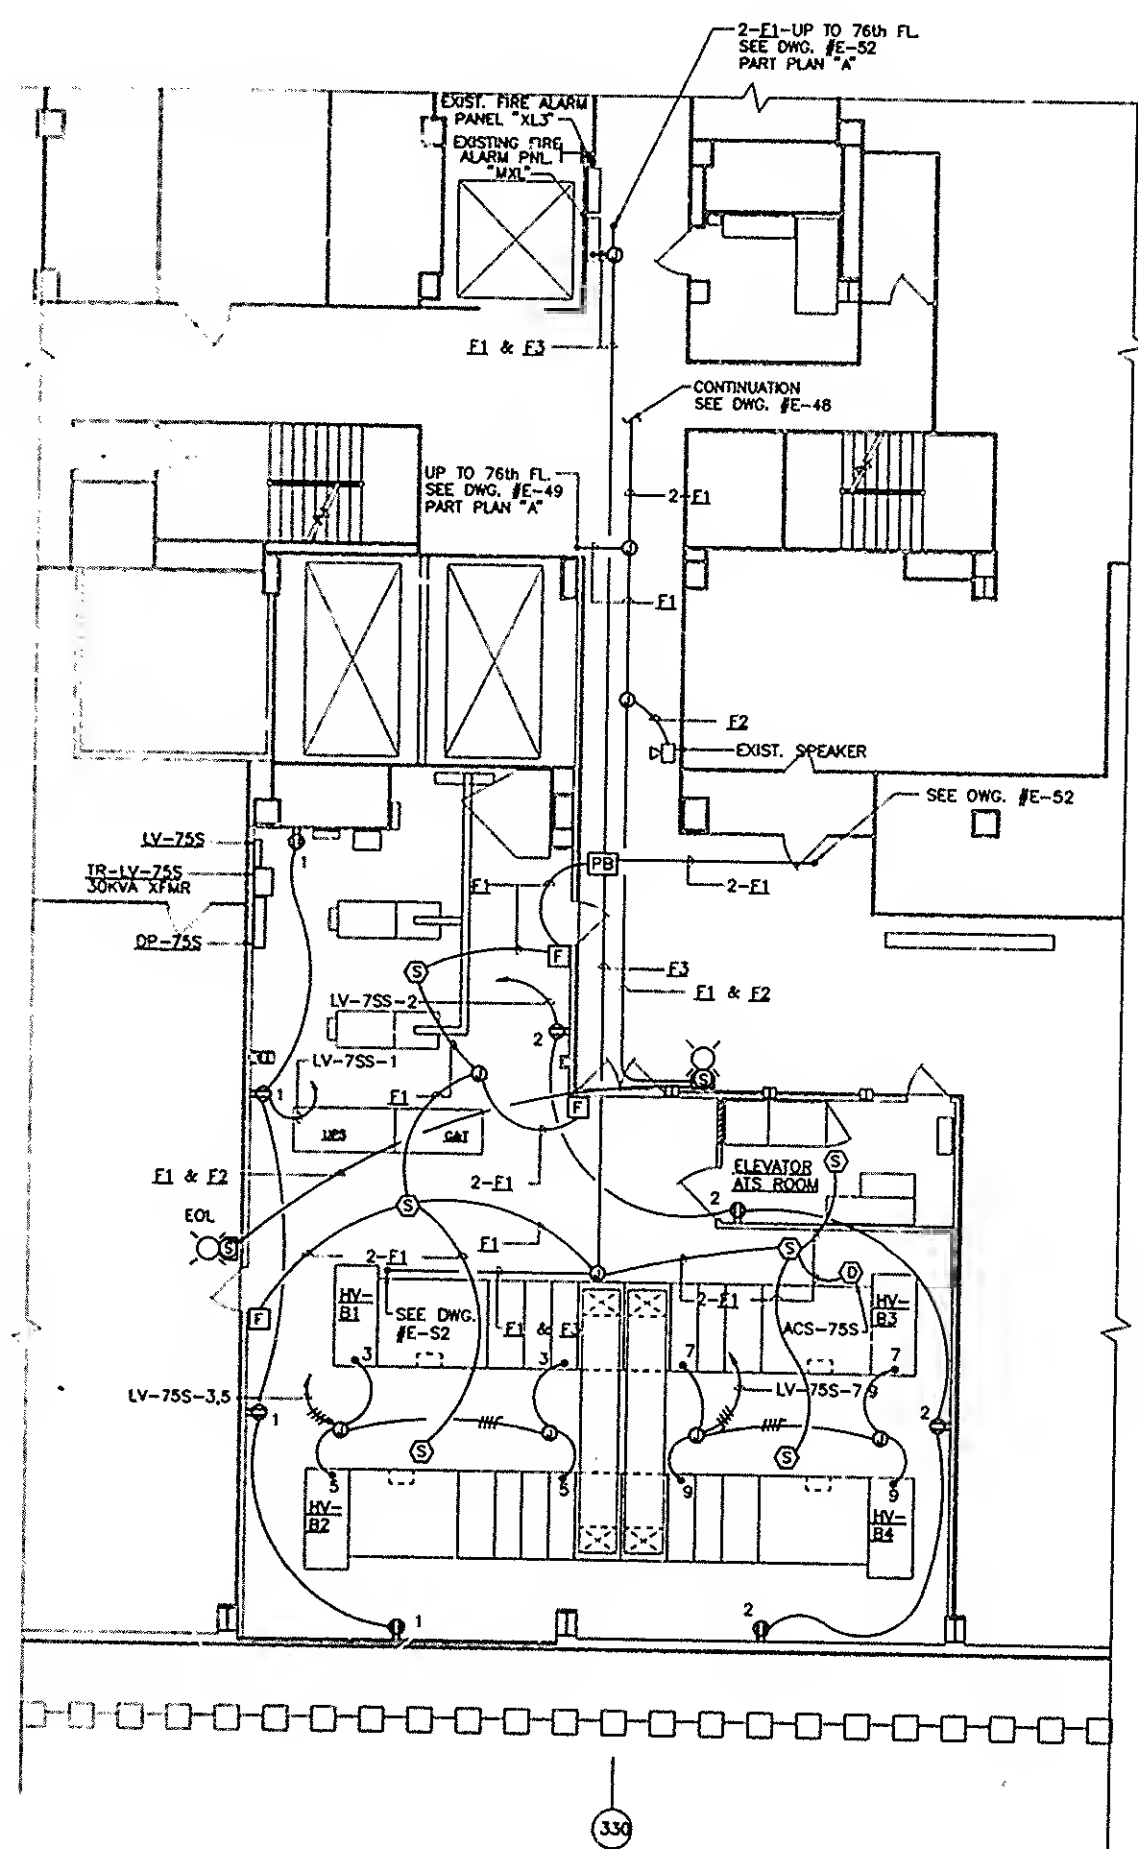 2-F1-UP TO 76th FL.
SEE DWG. #E-52
PART PLAN "A"
EXIST. FIRE ALARM
PANEL "XL3"
EXISTING FIRE
ALARM PNL.
"MXL"
J
F1 & F3
CONTINUATION
SEE DWG. #E-48
UP TO 76th FL.
SEE DWG. #E-49
PART PLAN "A"
2-F1
J
F1
J
F2
EXIST. SPEAKER
SEE DWG. #E-52
LV-75S
1
TR-LV-75S
30KVA XFMR
DP-75S
F1
PB
2-F1
F
S
F3
F1 & F2
LV-7SS-2
2
LV-7SS-1
J
S
1
F1
F
UPS
G&T
F1 & F2
2-F1
ELEVATOR
ATS ROOM
S
EOL
S
S
2
F1
2-F1
S
J
D
HV-
B1
SEE DWG.
#E-S2
F1 & F3
2-F1
ACS-75S
HV-
B3
F
3
3
7
7
LV-75S-3,5
LV-75S-7,9
1
J
J
J
J
2
S
S
5
5
9
9
HV-
B2
HV-
B4
1
2
330